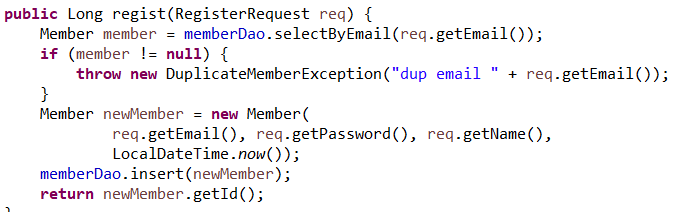 public Long regist(RegisterRequest req) {
    Member member = memberDao.selectByEmail(req.getEmail());
    if (member != null) {
        throw new DuplicateMemberException("dup email " + req.getEmail());
    }
    Member newMember = new Member(
            req.getEmail(), req.getPassword(), req.getName(),
            LocalDateTime.now());
    memberDao.insert(newMember);
    return newMember.getId();
}